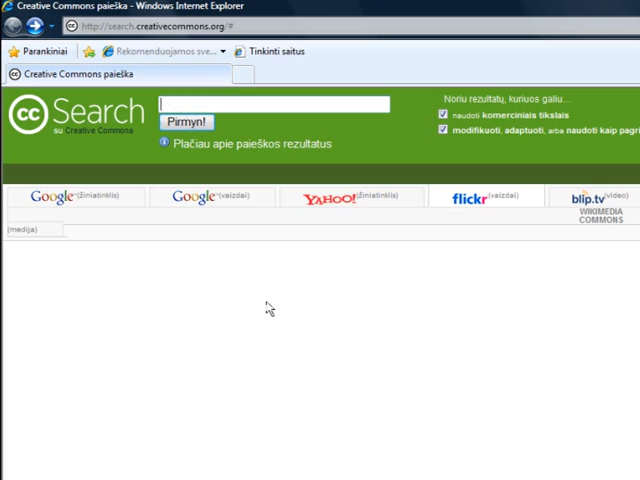 Creative Commons paieška - Windows Internet Explorer
http://search.creativecommons.org/#
Parankiniai Rekomenduojamos sve... Tinkinti saitus
Creative Commons paieška
cc Search
su Creative Commons
Pirmyn!
Plačiau apie paieškos rezultatus
Noriu rezultatų, kuriuos galiu...
naudoti komerciniais tikslais
modifikuoti, adaptuoti, arba naudoti kaip pagri
Google (žiniatinklis) Google (vaizdai) YAHOO! (žiniatinklis) flickr (vaizdai) blip.tv (video)
WIKIMEDIA
COMMONS
(medija)